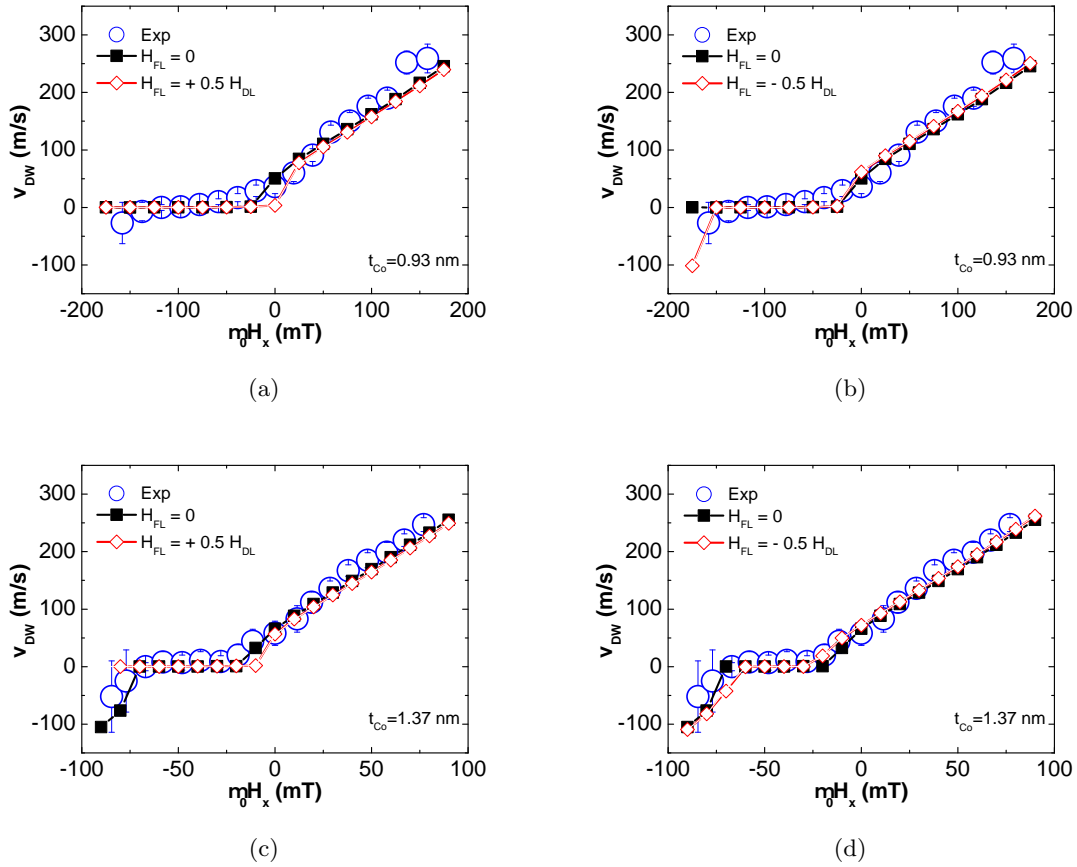 300
200
100
0
-100
v_DW (m/s)
Exp
H_FL = 0
H_FL = + 0.5 H_DL
t_Co=0.93 nm
-200 -100 0 100 200
m0H_x (mT)
(a)
300
200
100
0
-100
v_DW (m/s)
Exp
H_FL = 0
H_FL = - 0.5 H_DL
t_Co=0.93 nm
-200 -100 0 100 200
m0H_x (mT)
(b)
300
200
100
0
-100
v_DW (m/s)
Exp
H_FL = 0
H_FL = + 0.5 H_DL
t_Co=1.37 nm
-100 -50 0 50 100
m0H_x (mT)
(c)
300
200
100
0
-100
v_DW (m/s)
Exp
H_FL = 0
H_FL = - 0.5 H_DL
t_Co=1.37 nm
-100 -50 0 50 100
m0H_x (mT)
(d)